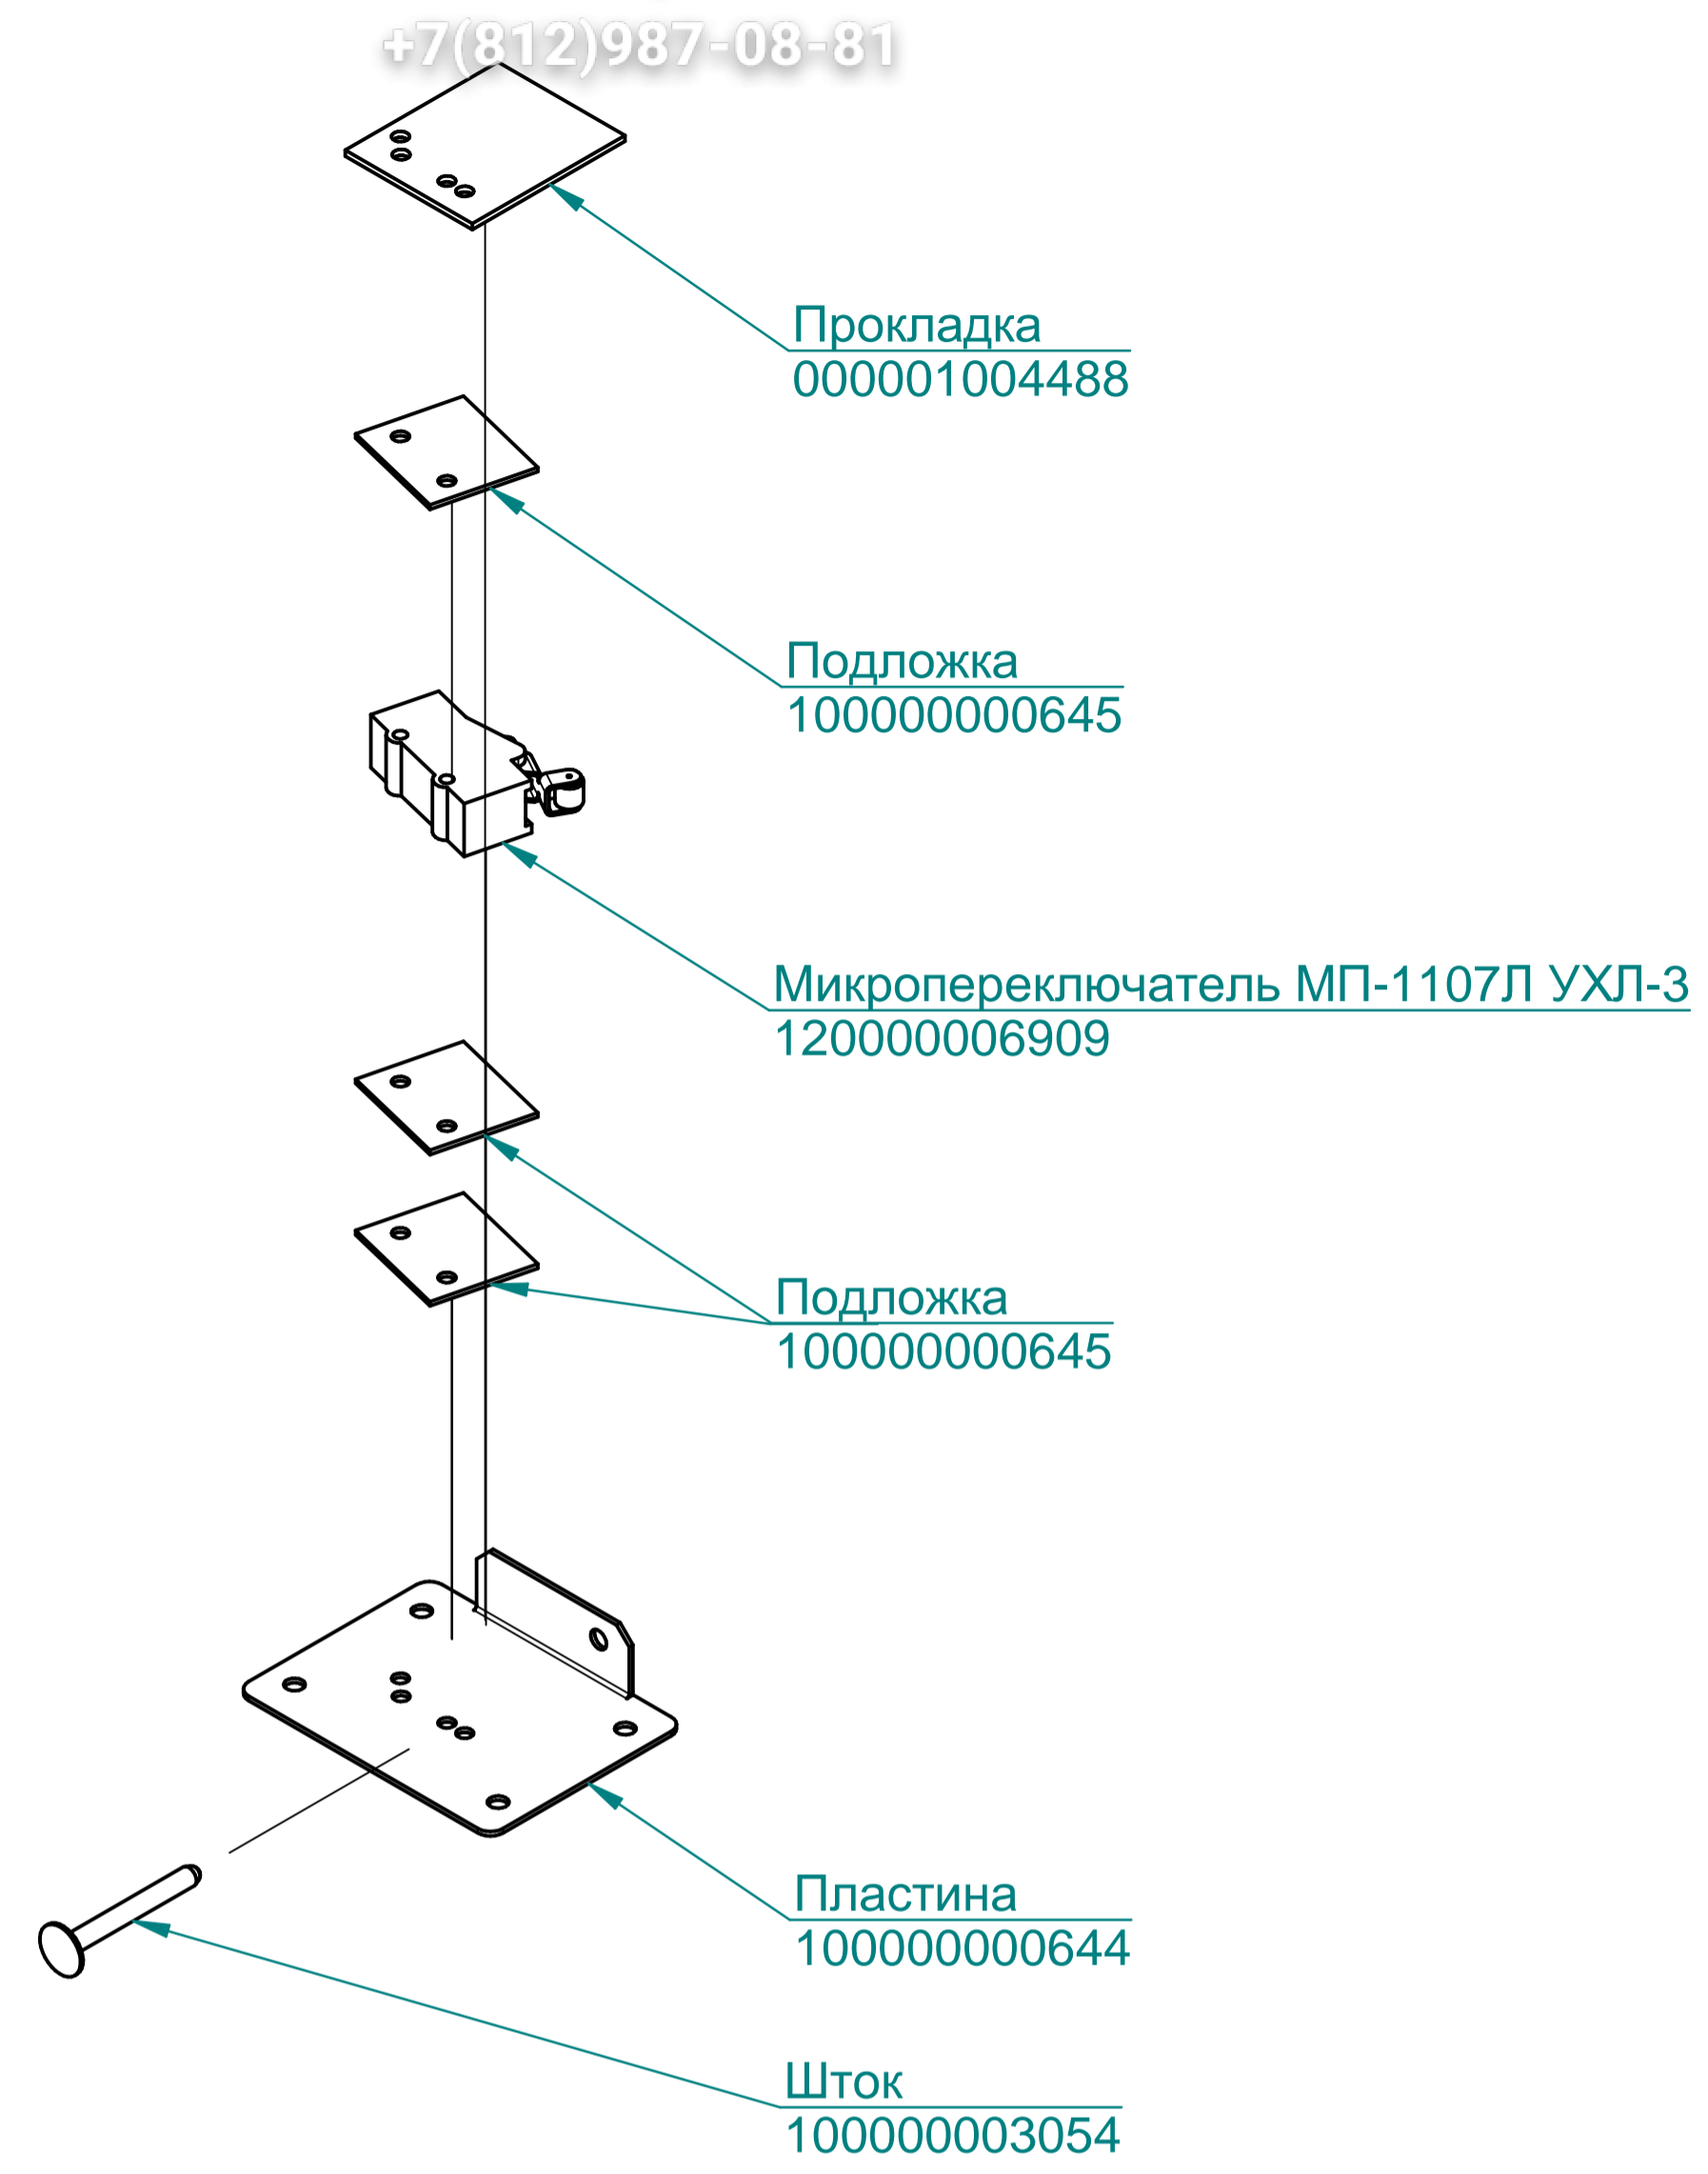 +7(812)987-08-81
Прокладка
000001004488
Подложка
100000000645
Микропереключатель МП-1107Л УХЛ-3
120000006909
Подложка
100000000645
Пластина
100000000644
Шток
100000003054